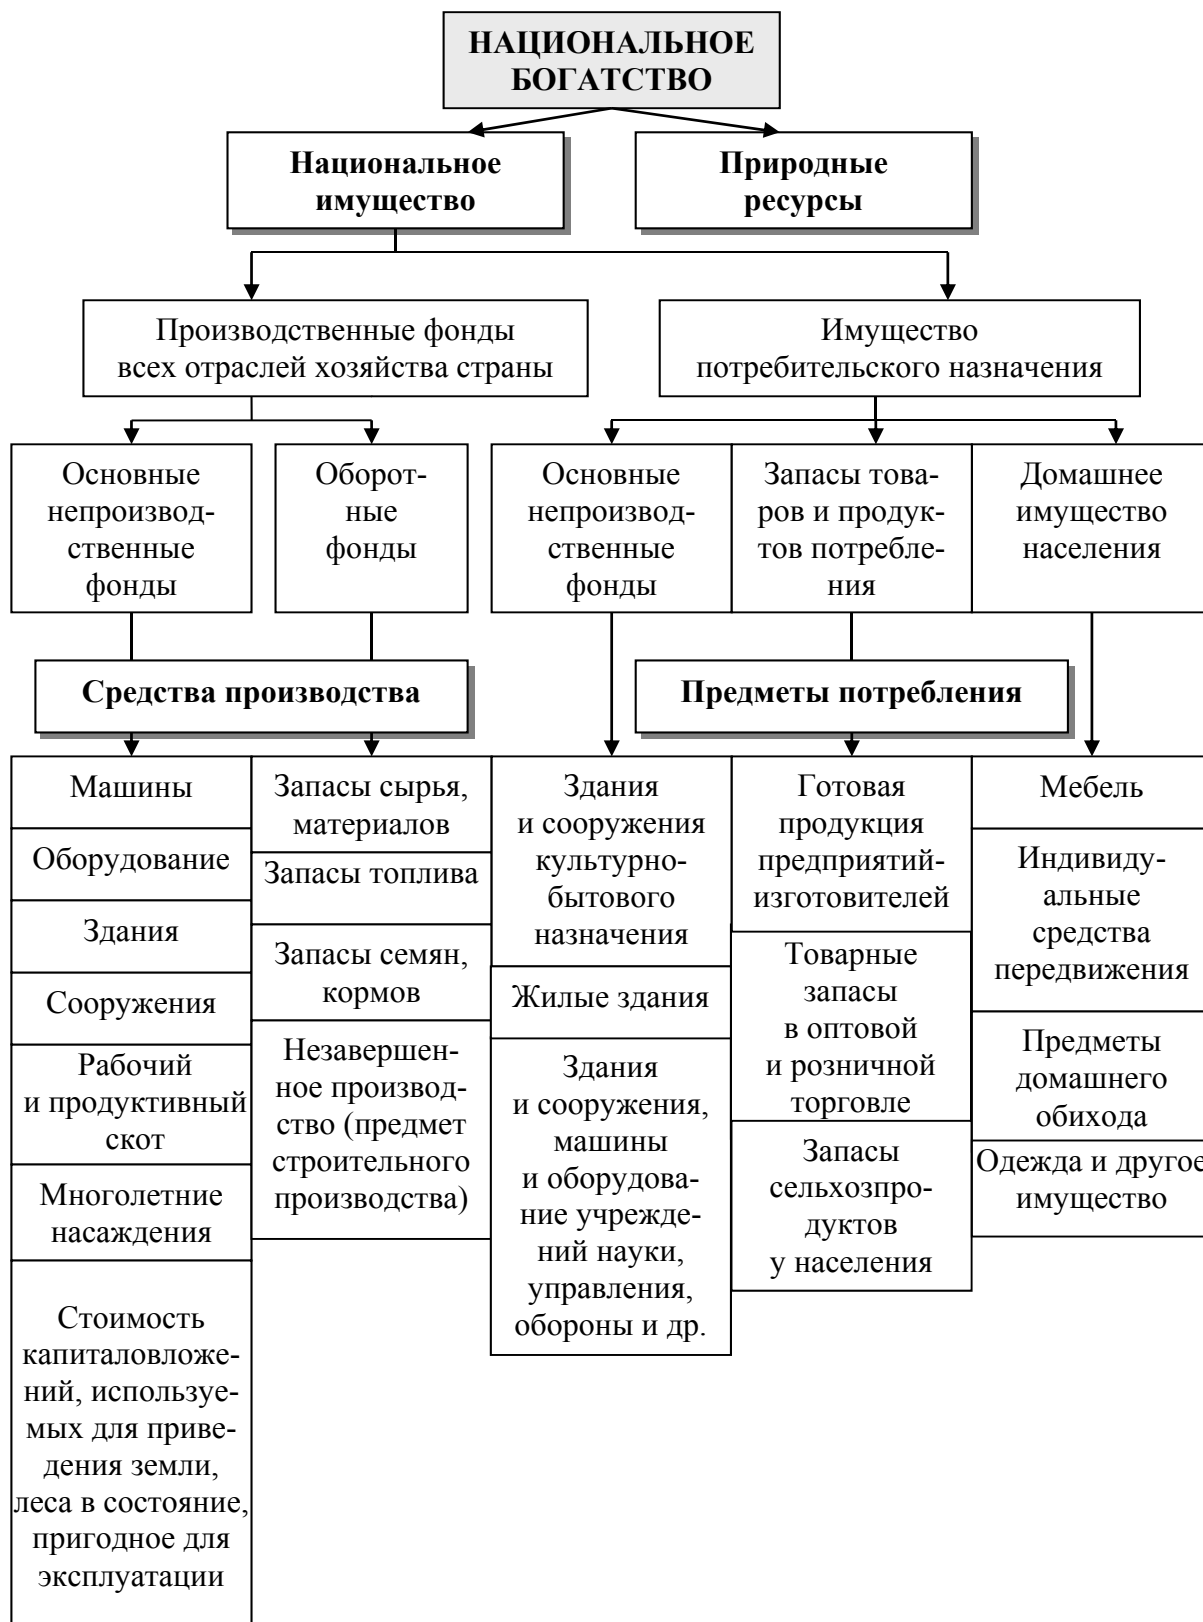 НАЦИОНАЛЬНОЕ
БОГАТСТВО
Национальное
имущество
Природные
ресурсы
Производственные фонды
всех отраслей хозяйства страны
Имущество
потребительского назначения
Основные
непроизвод-
ственные
фонды
Оборот-
ные
фонды
Основные
непроизвод-
ственные
фонды
Запасы това-
ров и продук-
тов потребле-
ния
Домашнее
имущество
населения
Средства производства
Предметы потребления
Машины
Оборудование
Здания
Сооружения
Рабочий
и продуктивный
скот
Многолетние
насаждения
Стоимость
капиталовложе-
ний, используе-
мых для приве-
дения земли,
леса в состояние,
пригодное для
эксплуатации
Запасы сырья,
материалов
Запасы топлива
Запасы семян,
кормов
Незавершен-
ное производ-
ство (предмет
строительного
производства)
Здания
и сооружения
культурно-
бытового
назначения
Жилые здания
Здания
и сооружения,
машины
и оборудова-
ние учрежде-
ний науки,
управления,
обороны и др.
Готовая
продукция
предприятий-
изготовителей
Товарные
запасы
в оптовой
и розничной
торговле
Запасы
сельхозпро-
дуктов
у населения
Мебель
Индивиду-
альные
средства
передвижения
Предметы
домашнего
обихода
Одежда и другое
имущество